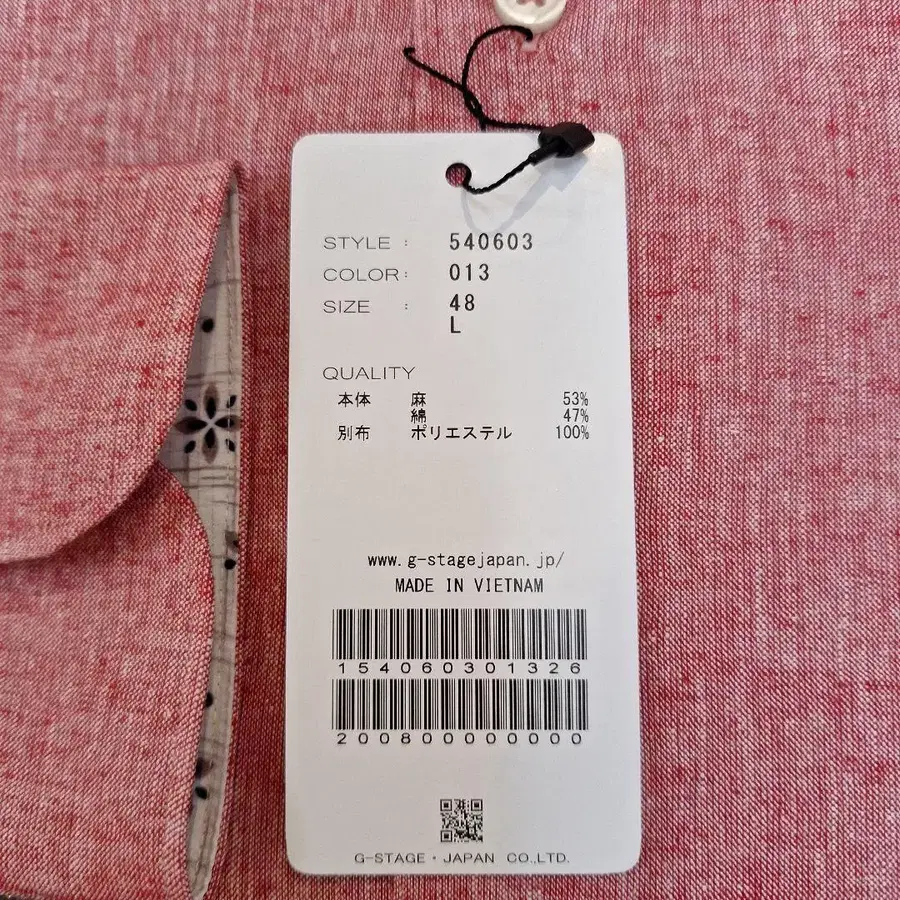 STYLE : 540603
COLOR: 013
SIZE : 48
L
QUALITY
本体 麻 53%
綿 47%
別布 ポリエステル 100%
www.g-stagejapan.jp/
MADE IN VIETNAM
154060301326
2008000000000
G-STAGE・JAPAN CO.,LTD.